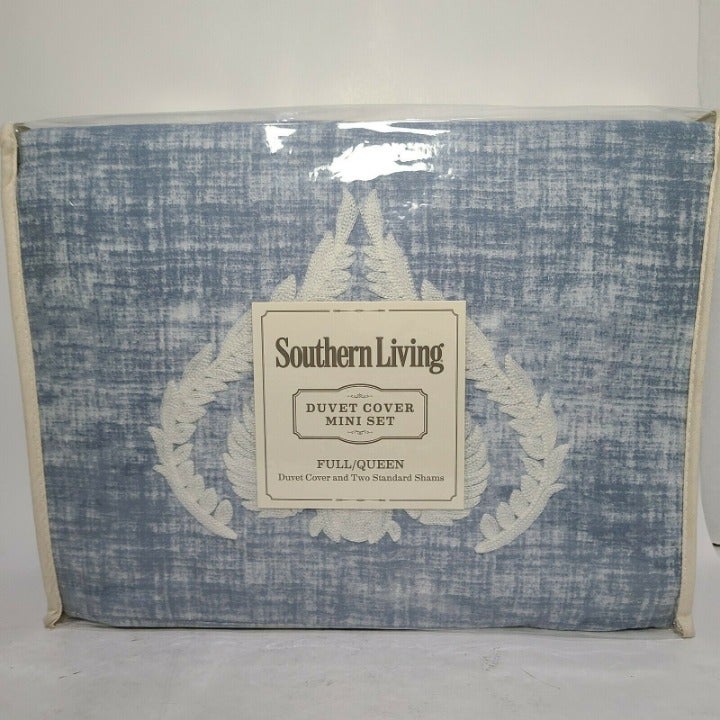 Southern Living
DUVET COVER
MINI SET
FULL/QUEEN
Duvet Cover and Two Standard Shams